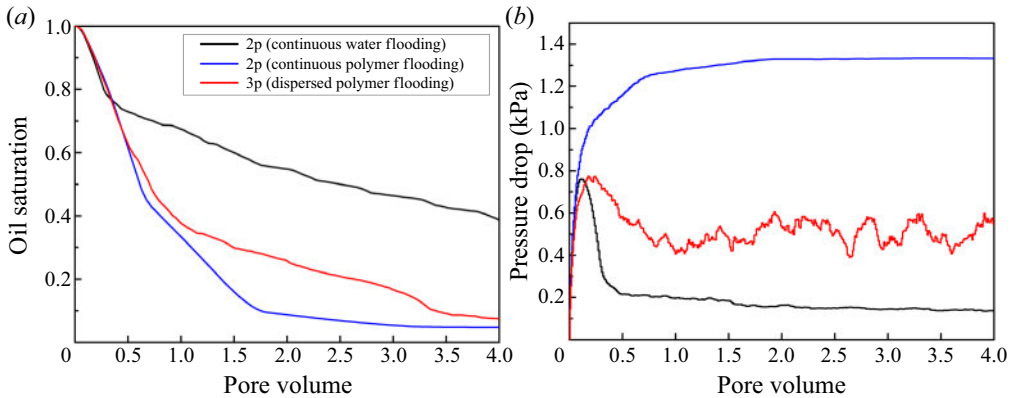 (a)
1.0
0.8
0.6
0.4
0.2
Oil saturation
2p (continuous water flooding)
2p (continuous polymer flooding)
3p (dispersed polymer flooding)
0 0.5 1.0 1.5 2.0 2.5 3.0 3.5 4.0
Pore volume
(b)
1.4
1.2
1.0
0.8
0.6
0.4
0.2
Pressure drop (kPa)
0 0.5 1.0 1.5 2.0 2.5 3.0 3.5 4.0
Pore volume